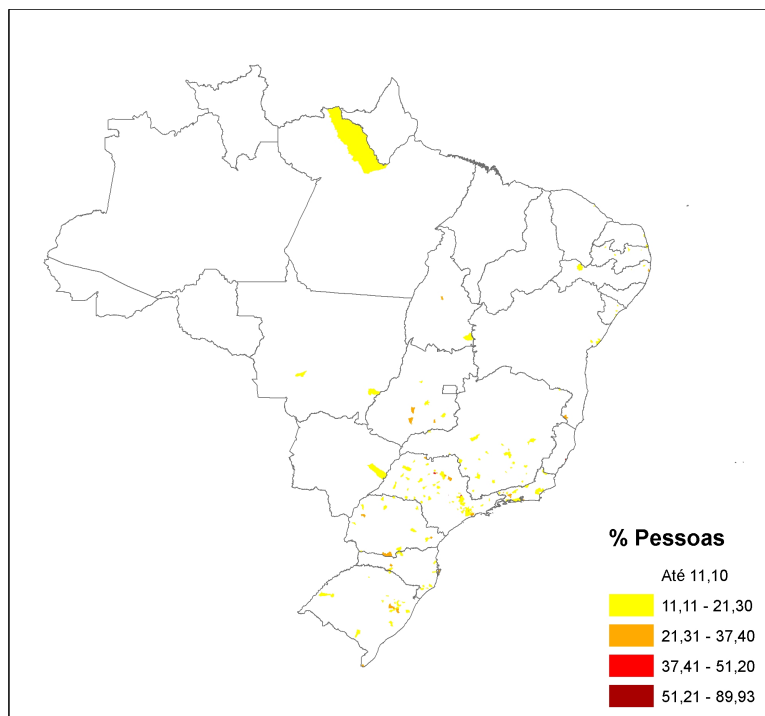 % Pessoas
Até 11,10
11,11 - 21,30
21,31 - 37,40
37,41 - 51,20
51,21 - 89,93